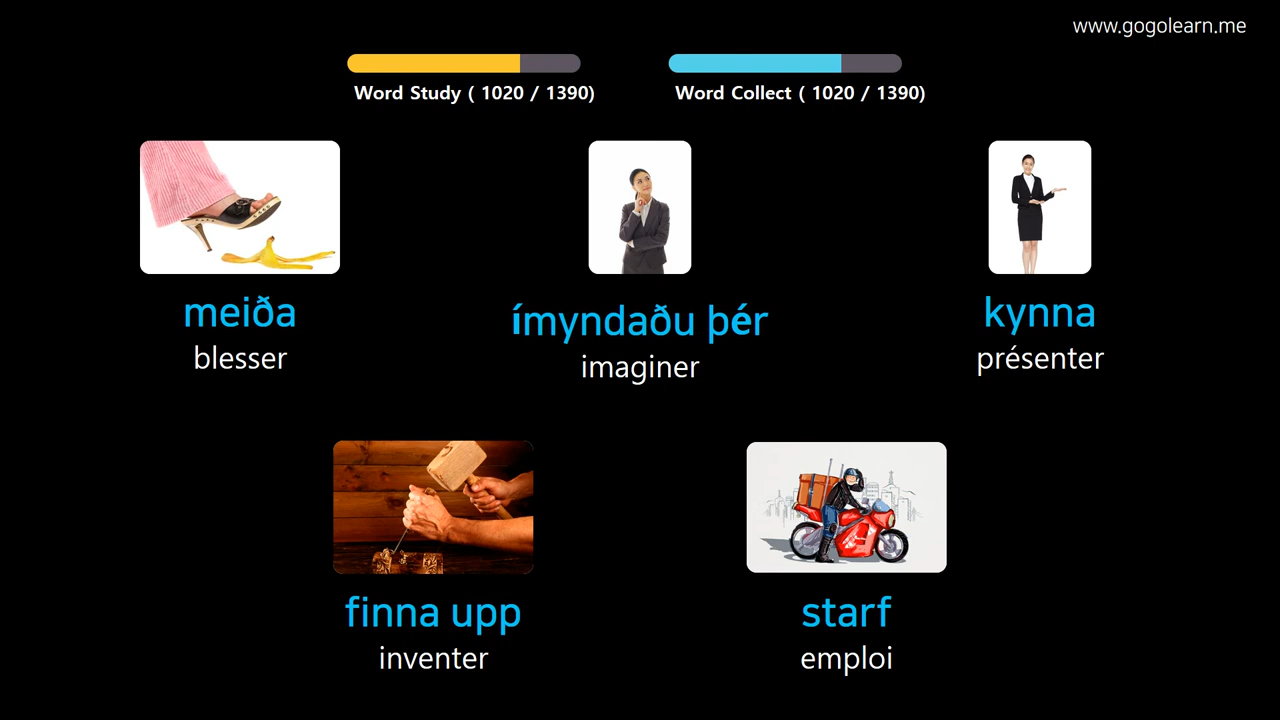 www.gogolearn.me
Word Study ( 1020 / 1390)
Word Collect ( 1020 / 1390)
meiða
blesser
ímyndaðu þér
imaginer
kynna
présenter
finna upp
inventer
starf
emploi